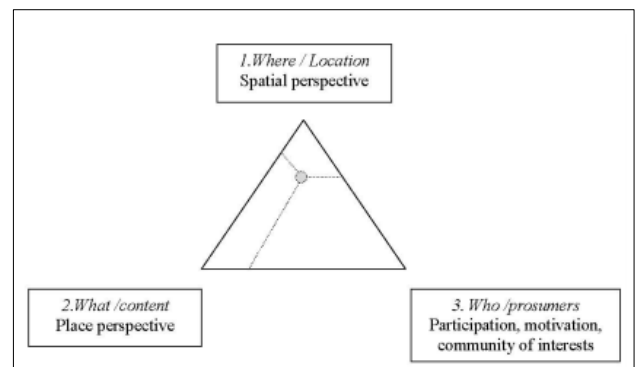 1.Where / Location
Spatial perspective
2.What /content
Place perspective
3. Who /prosumers
Participation, motivation,
community of interests